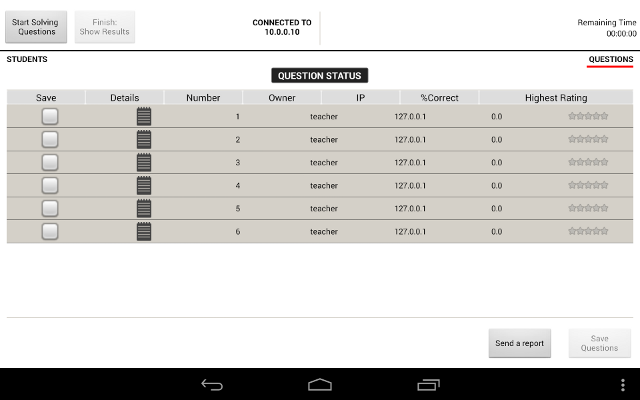 Start Solving
Questions
Finish:
Show Results
CONNECTED TO
10.0.0.10
Remaining Time
00:00:00
STUDENTS
QUESTIONS
QUESTION STATUS
Save Details Number Owner IP %Correct Highest Rating
1 teacher 127.0.0.1 0.0
2 teacher 127.0.0.1 0.0
3 teacher 127.0.0.1 0.0
4 teacher 127.0.0.1 0.0
5 teacher 127.0.0.1 0.0
6 teacher 127.0.0.1 0.0
Send a report
Save
Questions